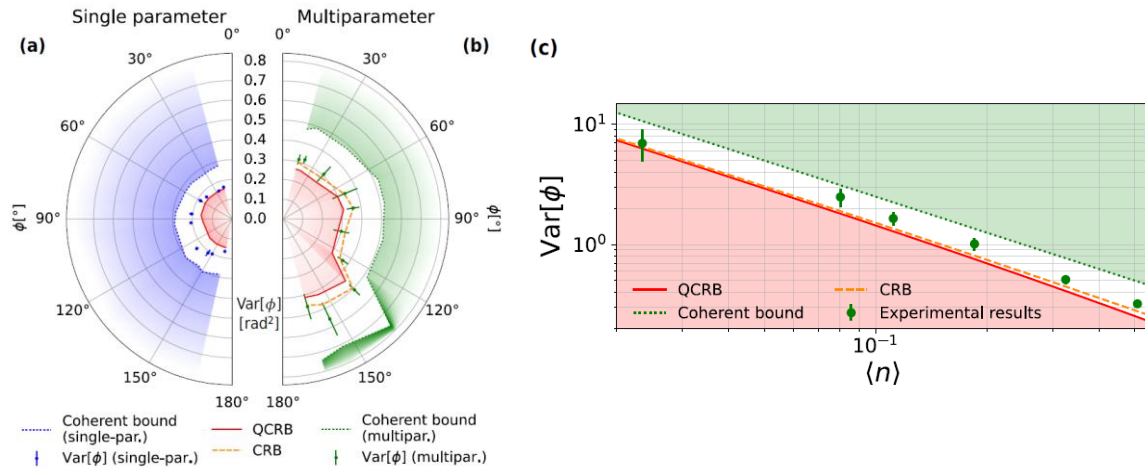 Single parameter
Multiparameter
(a)
0°
30°
60°
90°
120°
150°
180°
ϕ[°]
0.8
0.7
0.6
0.5
0.4
0.3
0.2
0.1
0.0
Var[ϕ]
[rad²]
(b)
0°
30°
60°
90°
120°
150°
180°
ϕ[°]
Coherent bound
(single-par.)
Var[ϕ] (single-par.)
QCRB
CRB
Coherent bound
(multipar.)
Var[ϕ] (multipar.)
(c)
Var[ϕ]
10¹
10⁰
QCRB
CRB
Coherent bound
Experimental results
10⁻¹
⟨n⟩